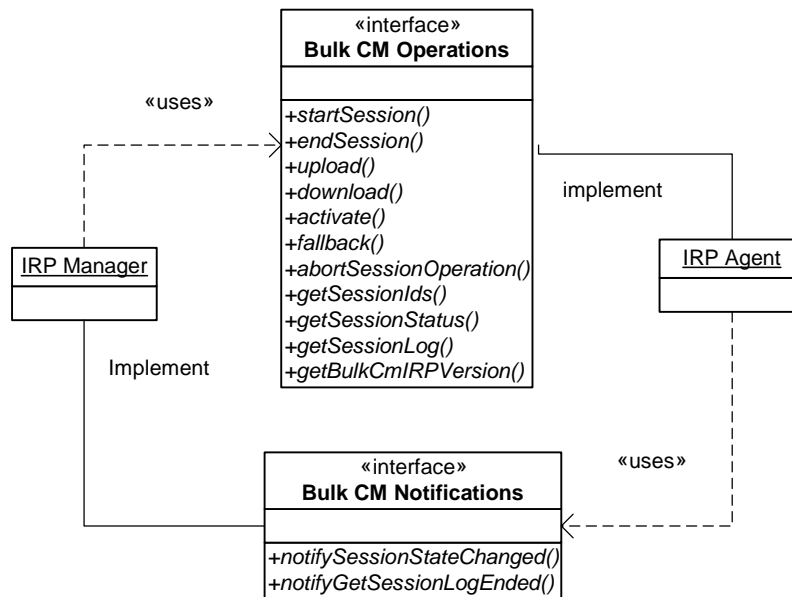 «interface»
Bulk CM Operations
«uses»
+startSession()
+endSession()
+upload()
+download()
+activate()
+fallback()
+abortSessionOperation()
+getSessionIds()
+getSessionStatus()
+getSessionLog()
+getBulkCmIRPVersion()
implement
IRP Manager
IRP Agent
Implement
«uses»
«interface»
Bulk CM Notifications
+notifySessionStateChanged()
+notifyGetSessionLogEnded()